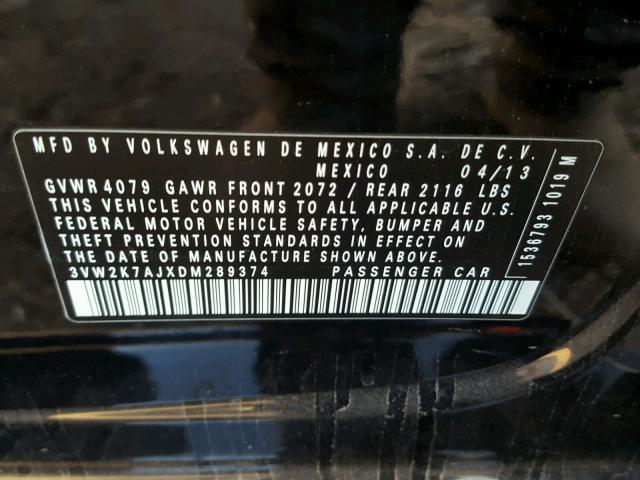 MFD BY VOLKSWAGEN DE MEXICO S.A. DE C.V.
MEXICO 04/13
GVWR 4079 GAWR FRONT 2072 / REAR 2116 LBS
THIS VEHICLE CONFORMS TO ALL APPLICABLE U.S.
FEDERAL MOTOR VEHICLE SAFETY, BUMPER AND
THEFT PREVENTION STANDARDS IN EFFECT ON
THE DATE OF MANUFACTURE SHOWN ABOVE.
3VW2K7AJXDM289374 PASSENGER CAR
1536793 1019 M